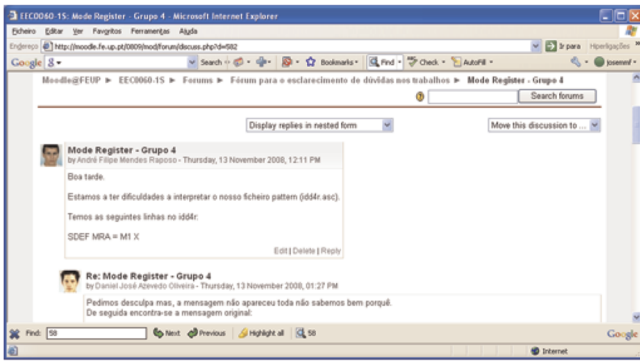 EEC0060-1S: Mode Register - Grupo 4 - Microsoft Internet Explorer
Ficheiro Editar Ver Favoritos Ferramentas Ajuda
Endereço http://moodle.fe.up.pt/0809/mod/forum/discuss.php?d=582 Ir para Hiperligações »
Google Search Bookmarks Find Check AutoFill
Moodle@FEUP ► EEC0060-1S ► Forums ► Fórum para o esclarecimento de dúvidas nos trabalhos ► Mode Register - Grupo 4
Search forums
Display replies in nested form Move this discussion to ...
Mode Register - Grupo 4
by André Filipe Mendes Raposo - Thursday, 13 November 2008, 12:11 PM
Boa tarde.
Estamos a ter dificuldades a interpretar o nosso ficheiro pattern (idd4r.asc).
Temos as seguintes linhas no idd4r:
SDEF MRA = M1 X
Edit | Delete | Reply
Re: Mode Register - Grupo 4
by Daniel José Azevedo Oliveira - Thursday, 13 November 2008, 01:27 PM
Pedimos desculpa mas, a mensagem não apareceu toda não sabemos bem porquê.
De seguida encontra-se a mensagem original:
Find: 58 Next Previous Highlight all 58 Google
Internet